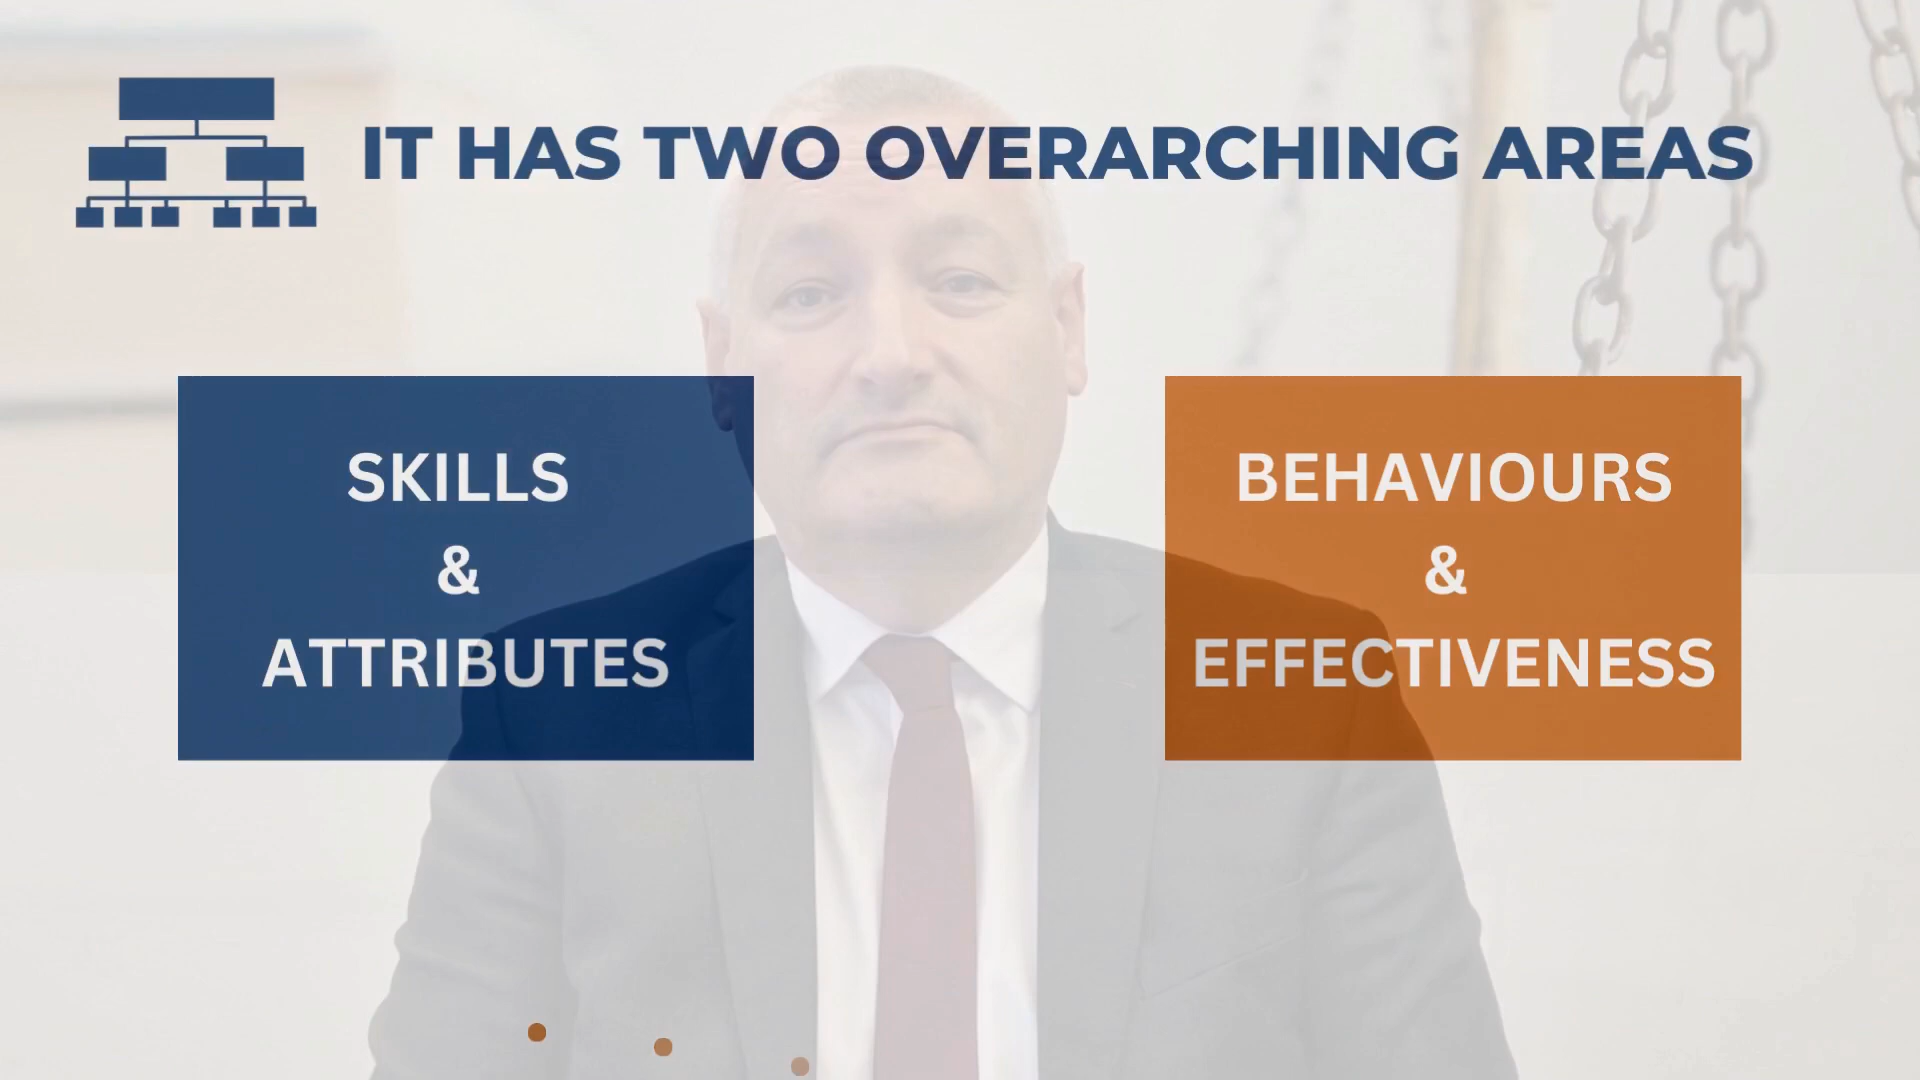 IT HAS TWO OVERARCHING AREAS
SKILLS
&
ATTRIBUTES
BEHAVIOURS
&
EFFECTIVENESS